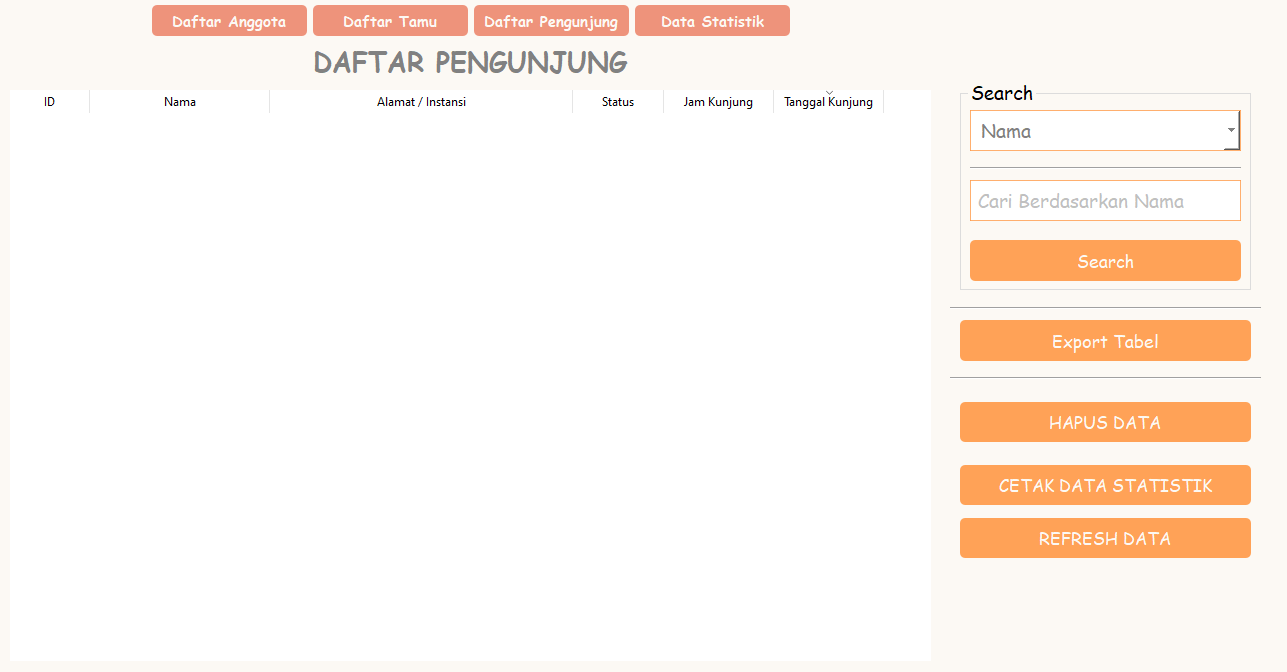 Daftar Anggota
Daftar Tamu
Daftar Pengunjung
Data Statistik
DAFTAR PENGUNJUNG
ID
Nama
Alamat / Instansi
Status
Jam Kunjung
Tanggal Kunjung
Search
Nama
Cari Berdasarkan Nama
Search
Export Tabel
HAPUS DATA
CETAK DATA STATISTIK
REFRESH DATA